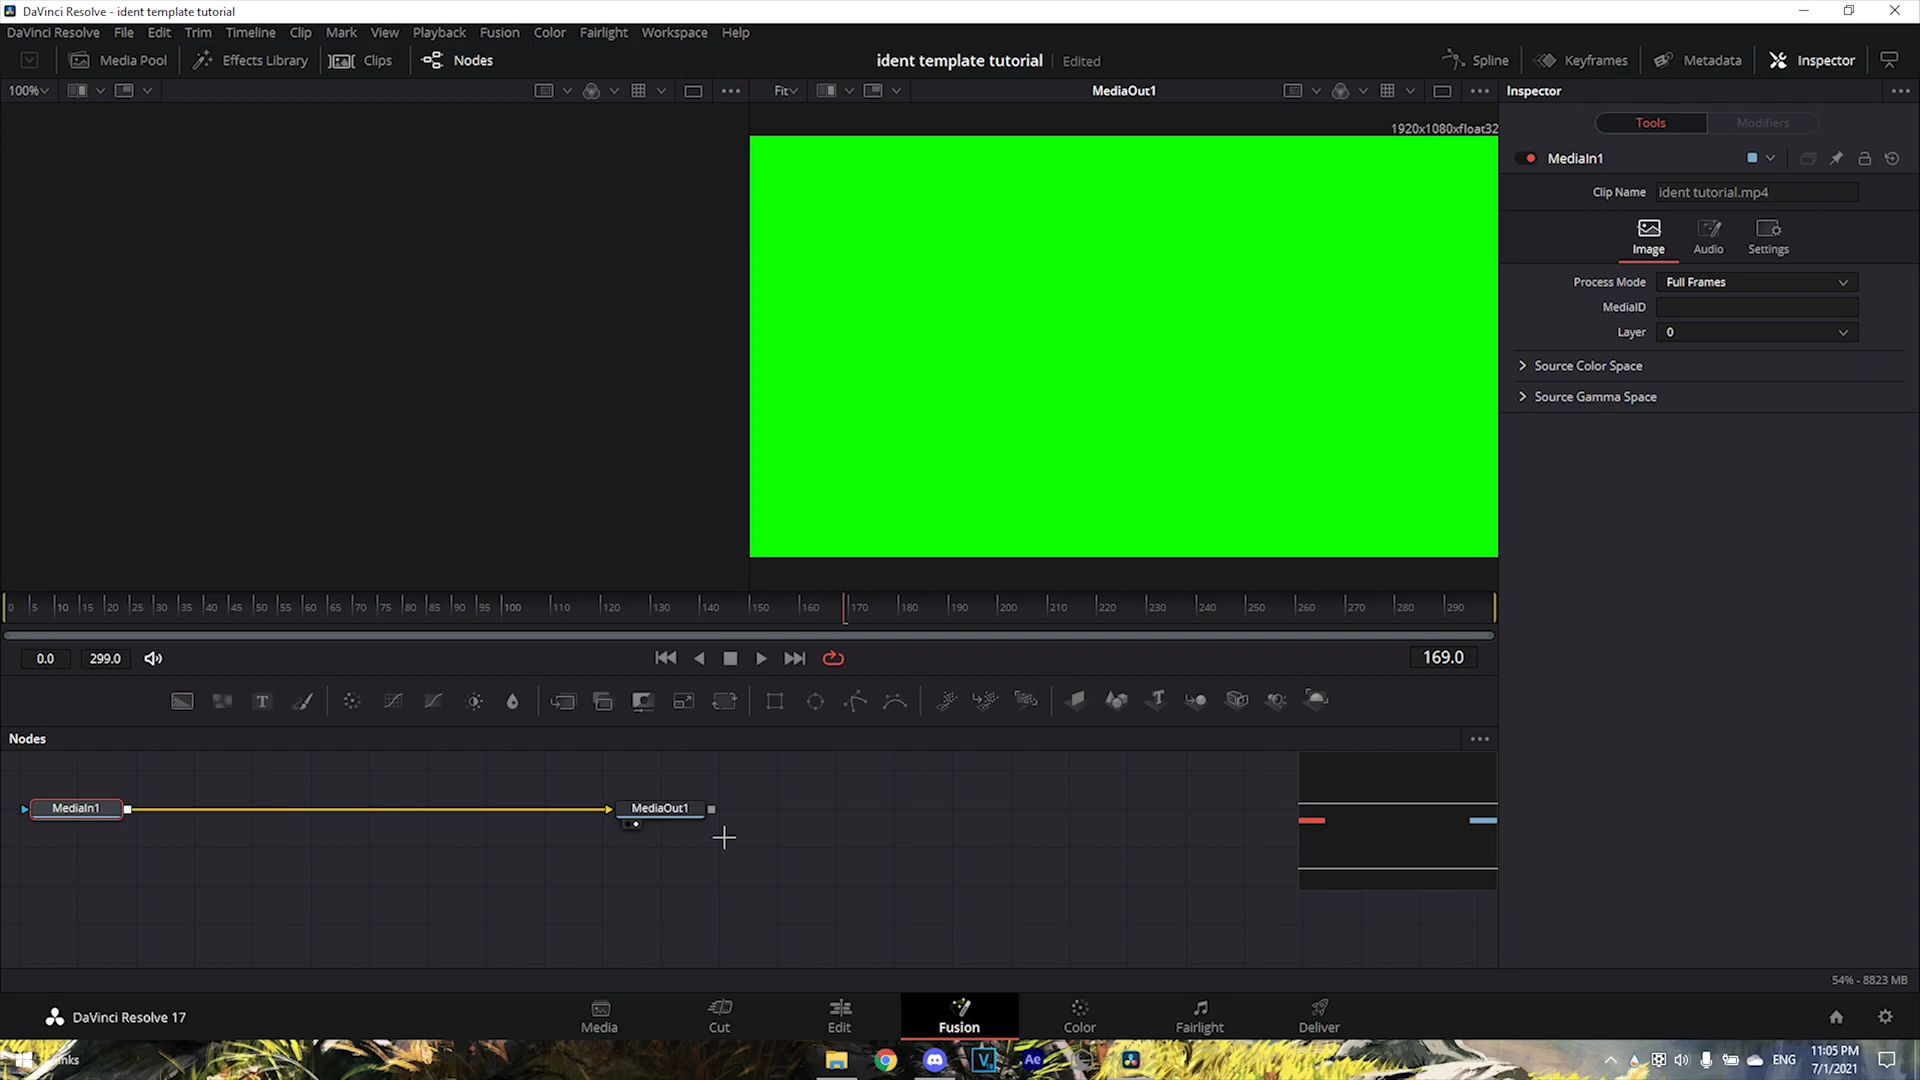 DaVinci Resolve - ident template tutorial
DaVinci Resolve File Edit Trim Timeline Clip Mark View Playback Fusion Color Fairlight Workspace Help
Media Pool Effects Library Clips Nodes ident template tutorial Edited Spline Keyframes Metadata Inspector
100% Fit MediaOut1 Inspector
1920x1080xfloat32
Tools Modifiers
MediaIn1
Clip Name ident tutorial.mp4
Image Audio Settings
Process Mode Full Frames
MediaID
Layer 0
Source Color Space
Source Gamma Space
0 5 10 15 20 25 30 35 40 45 50 55 60 65 70 75 80 85 90 95 100 110 120 130 140 150 160 170 180 190 200 210 220 230 240 250 260 270 280 290
0.0 299.0 169.0
T T
Nodes
MediaIn1 MediaOut1
54% - 8823 MB
DaVinci Resolve 17 Media Cut Edit Fusion Color Fairlight Deliver
V Ae ENG 11:05 PM
7/1/2021